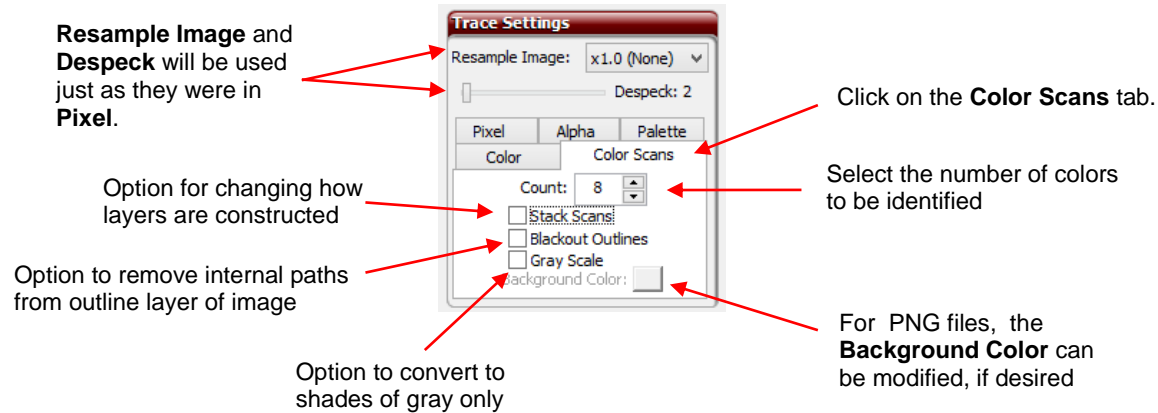 Trace Settings
Resample Image: x1.0 (None)
Despeck: 2
Pixel Alpha Palette
Color Color Scans
Count: 8
Stack Scans
Blackout Outlines
Gray Scale
Background Color:
Resample Image and
Despeck will be used
just as they were in
Pixel.
Option for changing how
layers are constructed
Option to remove internal paths
from outline layer of image
Option to convert to
shades of gray only
Click on the Color Scans tab.
Select the number of colors
to be identified
For PNG files, the
Background Color can
be modified, if desired